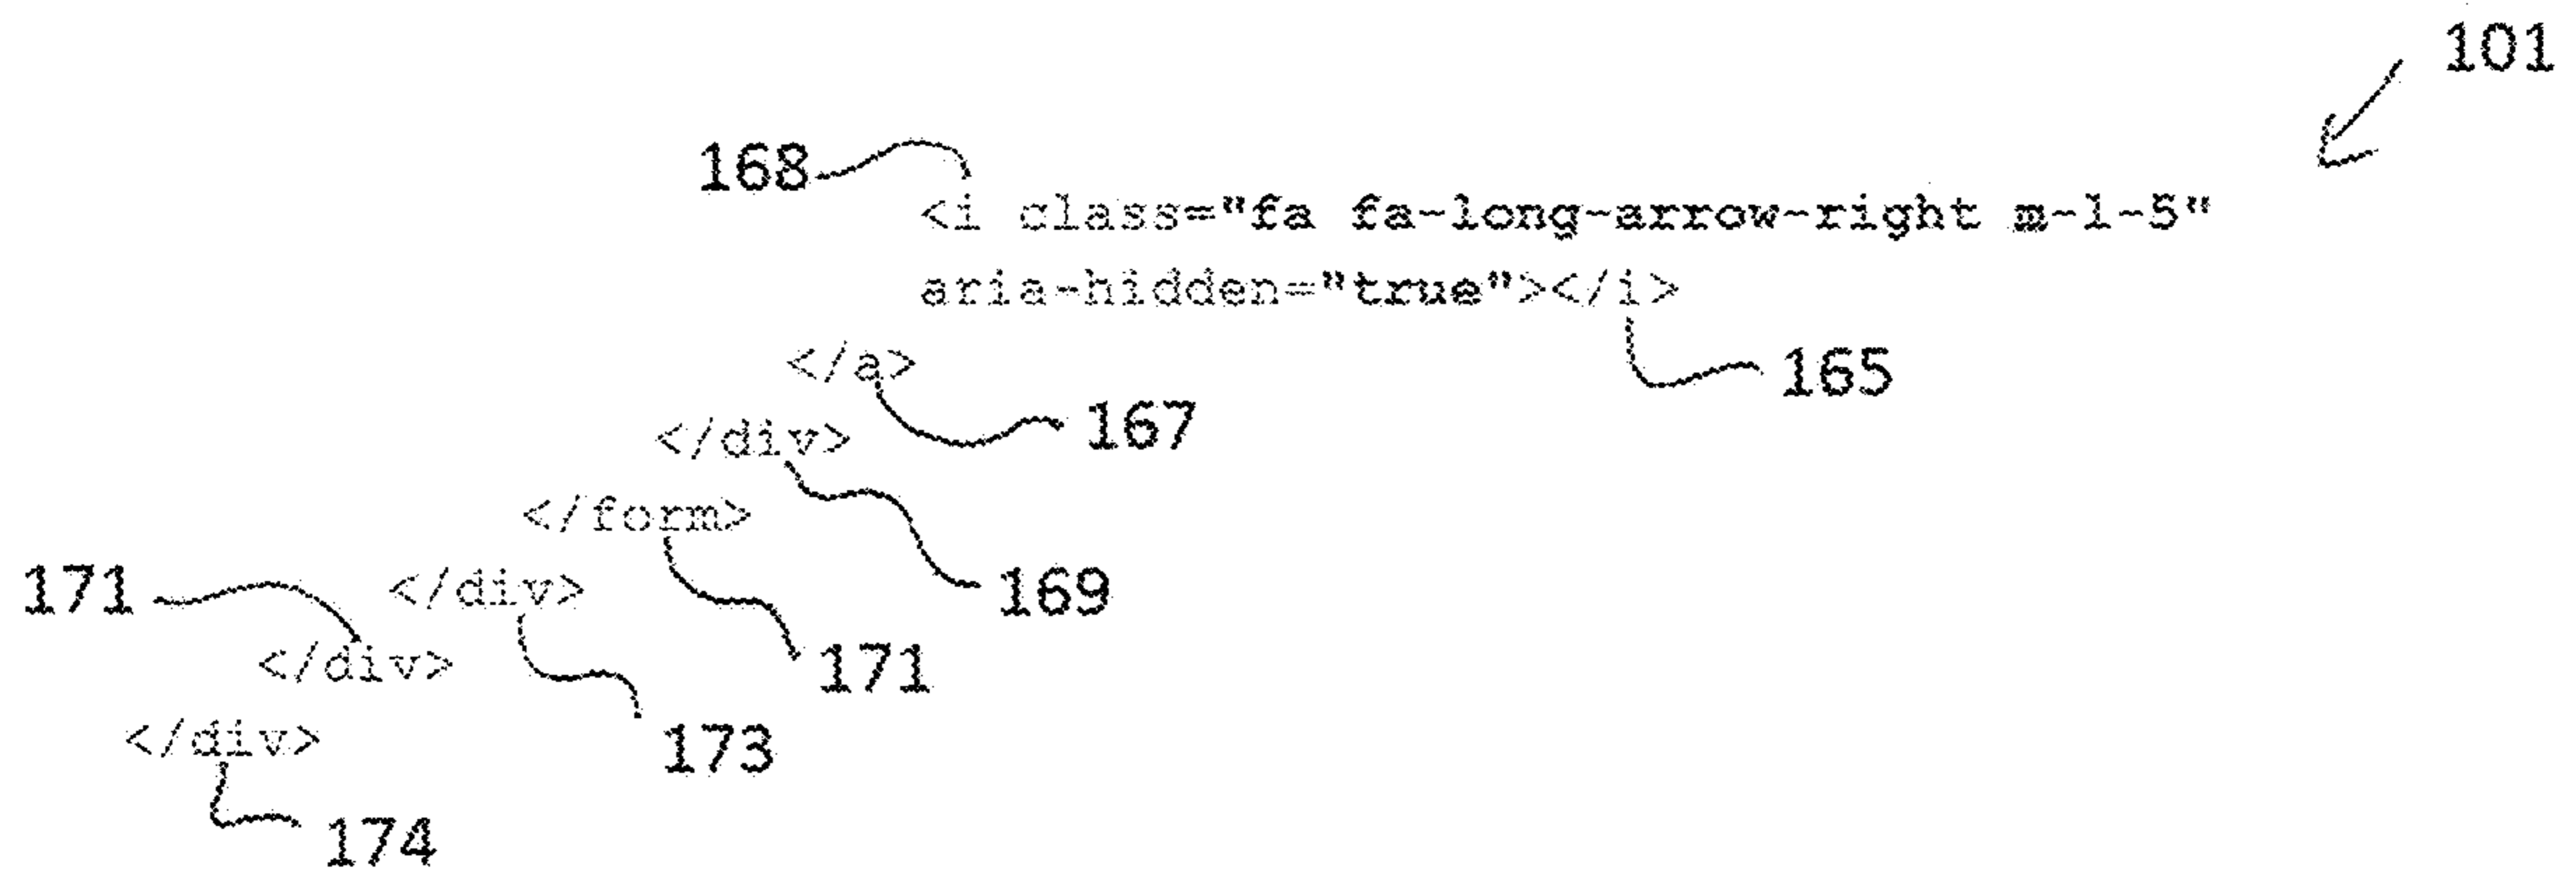 101
168
<i class="fa fa-long-arrow-right m-l-5"
aria-hidden="true"></i>
165
</a>
167
</div>
</form>
169
171 </div>
171
</div>
173
</div>
174